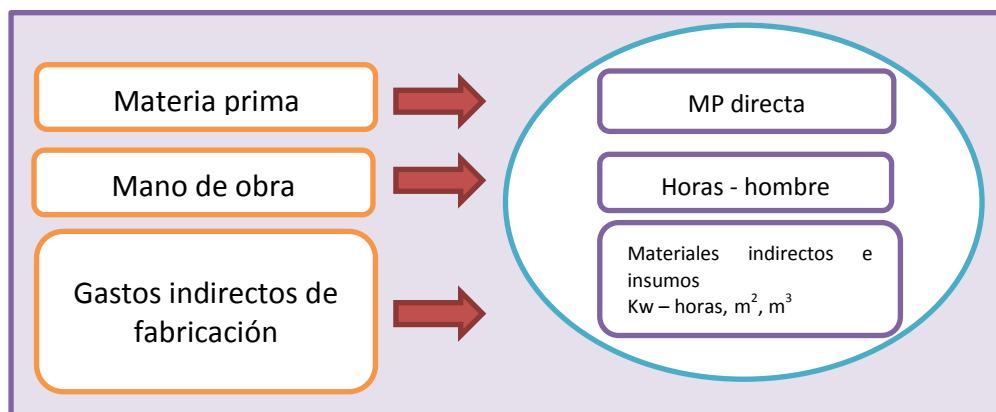 Materia prima
MP directa
Mano de obra
Horas - hombre
Gastos indirectos de
fabricación
Materiales indirectos e
insumos
Kw – horas, m², m³